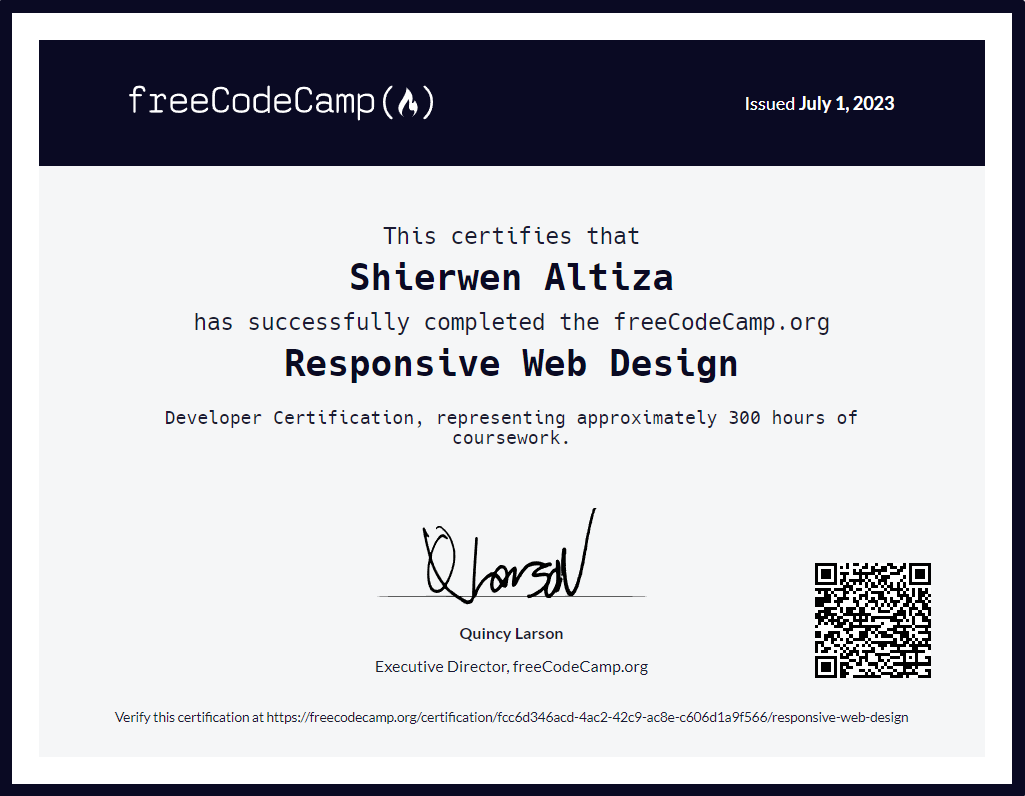 freeCodeCamp
Issued July 1, 2023
This certifies that
Shierwen Altiza
has successfully completed the freeCodeCamp.org
Responsive Web Design
Developer Certification, representing approximately 300 hours of
coursework.
Q Larson
Quincy Larson
Executive Director, freeCodeCamp.org
Verify this certification at https://freecodecamp.org/certification/fcc6d346acd-4ac2-42c9-ac8e-c606d1a9f566/responsive-web-design